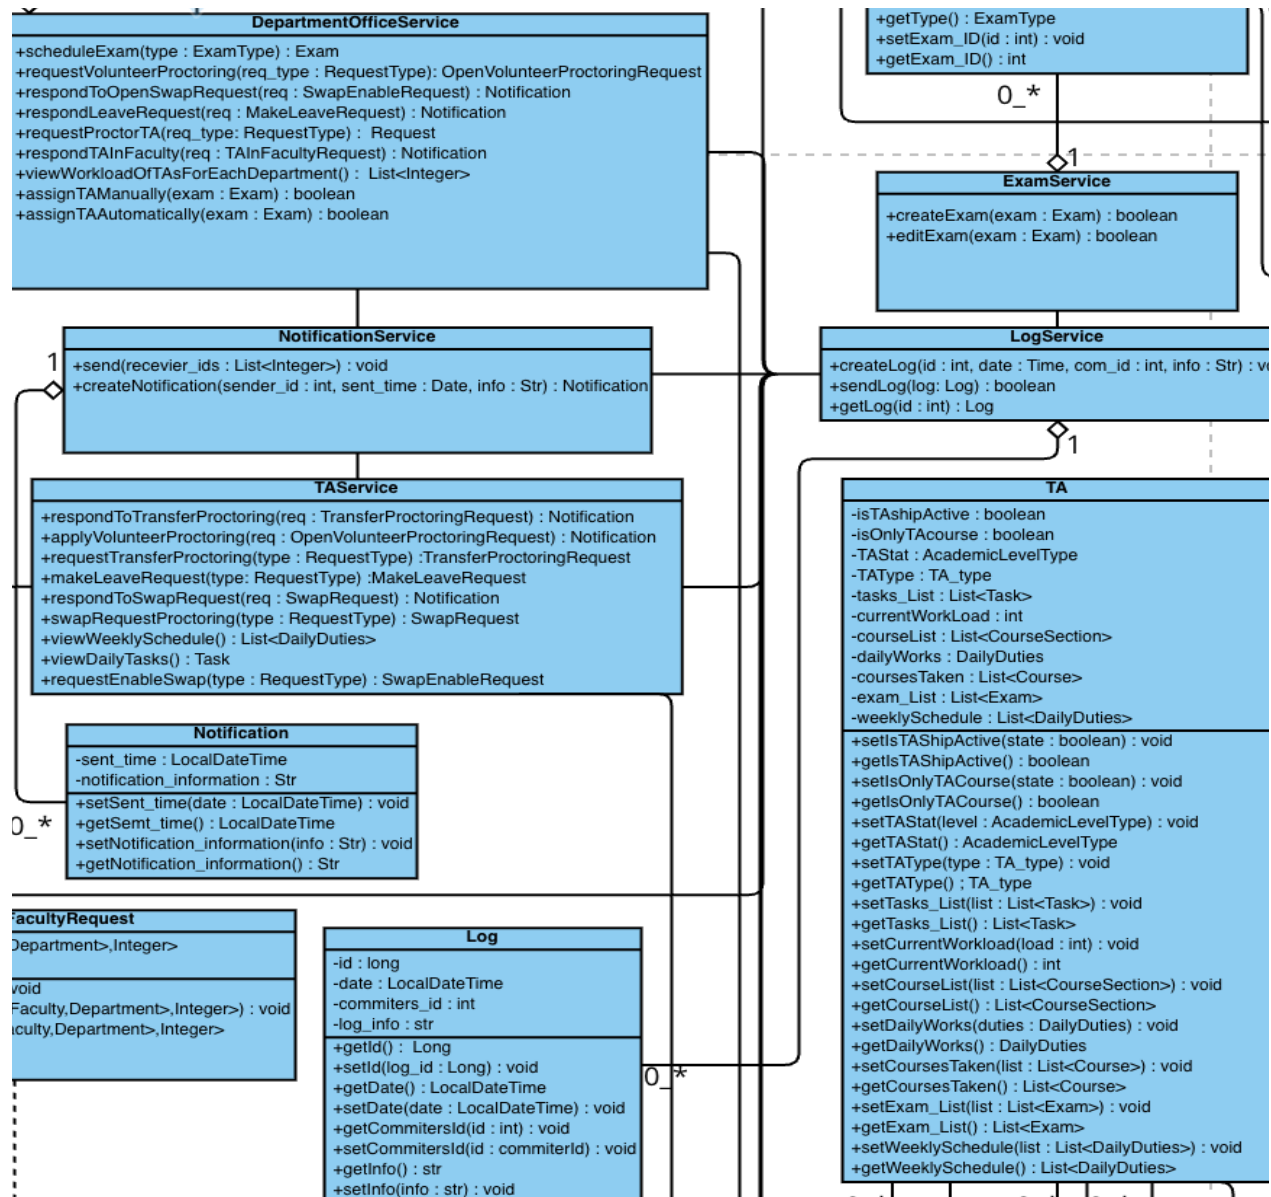 DepartmentOfficeService
+scheduleExam(type : ExamType) : Exam
+requestVolunteerProctoring(req_type : RequestType): OpenVolunteerProctoringRequest
+respondToOpenSwapRequest(req : SwapEnableRequest) : Notification
+respondLeaveRequest(req : MakeLeaveRequest) : Notification
+requestProctorTA(req_type: RequestType) : Request
+respondTAInFaculty(req : TAInFacultyRequest) : Notification
+viewWorkloadOfTAsForEachDepartment() : List<Integer>
+assignTAManually(exam : Exam) : boolean
+assignTAAutomatically(exam : Exam) : boolean
+getType() : ExamType
+setExam_ID(id : int) : void
+getExam_ID() : int
0_*
1
ExamService
+createExam(exam : Exam) : boolean
+editExam(exam : Exam) : boolean
NotificationService
+send(recevier_ids : List<Integer>) : void
+createNotification(sender_id : int, sent_time : Date, info : Str) : Notification
1
LogService
+createLog(id : int, date : Time, com_id : int, info : Str) : vo
+sendLog(log: Log) : boolean
+getLog(id : int) : Log
1
TAService
+respondToTransferProctoring(req : TransferProctoringRequest) : Notification
+applyVolunteerProctoring(req : OpenVolunteerProctoringRequest) : Notification
+requestTransferProctoring(type : RequestType) :TransferProctoringRequest
+makeLeaveRequest(type: RequestType) :MakeLeaveRequest
+respondToSwapRequest(req : SwapRequest) : Notification
+swapRequestProctoring(type : RequestType) : SwapRequest
+viewWeeklySchedule() : List<DailyDuties>
+viewDailyTasks() : Task
+requestEnableSwap(type : RequestType) : SwapEnableRequest
TA
-isTAshipActive : boolean
-isOnlyTAcourse : boolean
-TAStat : AcademicLevelType
-TAType : TA_type
-tasks_List : List<Task>
-currentWorkLoad : int
-courseList : List<CourseSection>
-dailyWorks : DailyDuties
-coursesTaken : List<Course>
-exam_List : List<Exam>
-weeklySchedule : List<DailyDuties>
+setIsTAShipActive(state : boolean) : void
+getIsTAShipActive() : boolean
+setIsOnlyTACourse(state : boolean) : void
+getIsOnlyTACourse() : boolean
+setTAStat(level : AcademicLevelType) : void
+getTAStat() : AcademicLevelType
+setTAType(type : TA_type) : void
+getTAType() ; TA_type
+setTasks_List(list : List<Task>) : void
+getTasks_List() : List<Task>
+setCurrentWorkload(load : int) : void
+getCurrentWorkload() : int
+setCourseList(list : List<CourseSection>) : void
+getCourseList() : List<CourseSection>
+setDailyWorks(duties : DailyDuties) : void
+getDailyWorks() : DailyDuties
+setCoursesTaken(list : List<Course>) : void
+getCoursesTaken() : List<Course>
+setExam_List(list : List<Exam>) : void
+getExam_List() : List<Exam>
+setWeeklySchedule(list : List<DailyDuties>) : void
+getWeeklySchedule() : List<DailyDuties>
Notification
-sent_time : LocalDateTime
-notification_information : Str
+setSent_time(date : LocalDateTime) : void
+getSemt_time() : LocalDateTime
+setNotification_information(info : Str) : void
+getNotification_information() : Str
0_*
FacultyRequest
Department>,Integer>
void
Faculty,Department>,Integer>) : void
aculty,Department>,Integer>
Log
-id : long
-date : LocalDateTime
-commiters_id : int
-log_info : str
+getId() : Long
+setId(log_id : Long) : void
+getDate() : LocalDateTime
+setDate(date : LocalDateTime) : void
+getCommitersId(id : int) : void
+setCommitersId(id : commiterId) : void
+getInfo() : str
+setInfo(info : str) : void
0_*